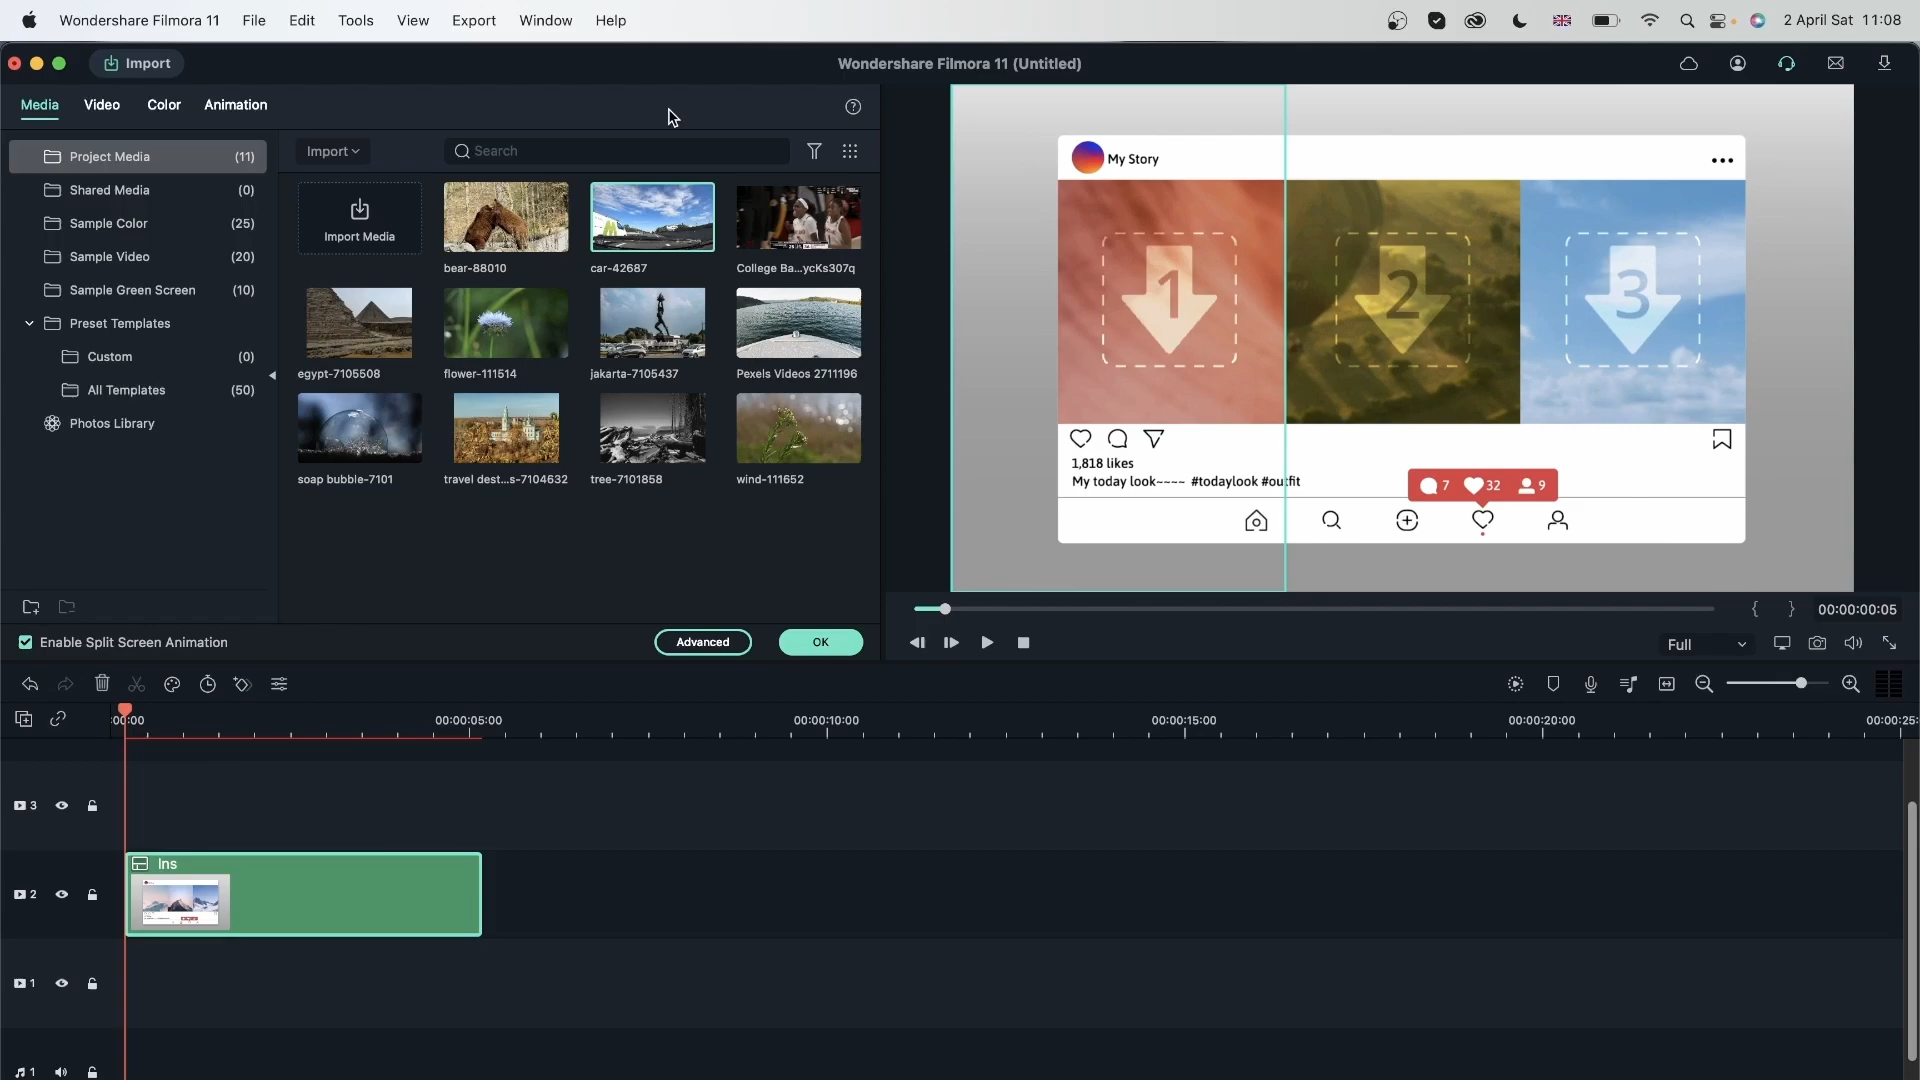 Wondershare Filmora 11 File Edit Tools View Export Window Help 2 April Sat 11:08
Import Wondershare Filmora 11 (Untitled)
Media Video Color Animation
Project Media (11)
Shared Media (0)
Sample Color (25)
Sample Video (20)
Sample Green Screen (10)
Preset Templates
Custom (0)
All Templates (50)
Photos Library
Import Search
Import Media
bear-88010 car-42687 College Ba...ycKs307q
egypt-7105508 flower-111514 jakarta-7105437 Pexels Videos 2711196
soap bubble-7101 travel dest...s-7104632 tree-7101858 wind-111652
My Story
1 2 3
1,818 likes
My today look~~~~ #todaylook #outfit
7 32 9
{ } 00:00:00:05
Enable Split Screen Animation Advanced OK
Full
:00:00 00:00:05:00 00:00:10:00 00:00:15:00 00:00:20:00 00:00:25:
3
Ins
2
1
1